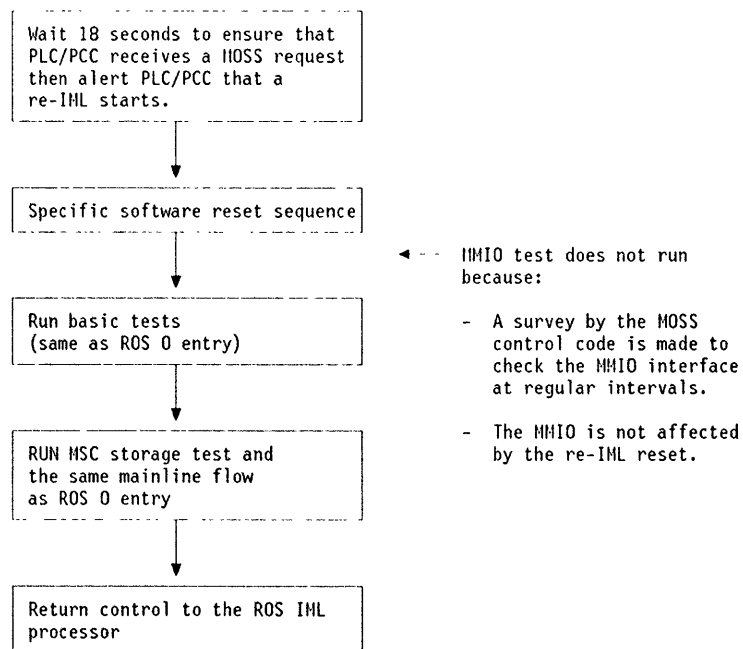 Wait 18 seconds to ensure that
PLC/PCC receives a MOSS request
then alert PLC/PCC that a
re-IML starts.
Specific software reset sequence
MMIO test does not run
because:
- A survey by the MOSS
control code is made to
check the MMIO interface
at regular intervals.
- The MMIO is not affected
by the re-IML reset.
Run basic tests
(same as ROS 0 entry)
RUN MSC storage test and
the same mainline flow
as ROS 0 entry
Return control to the ROS IML
processor